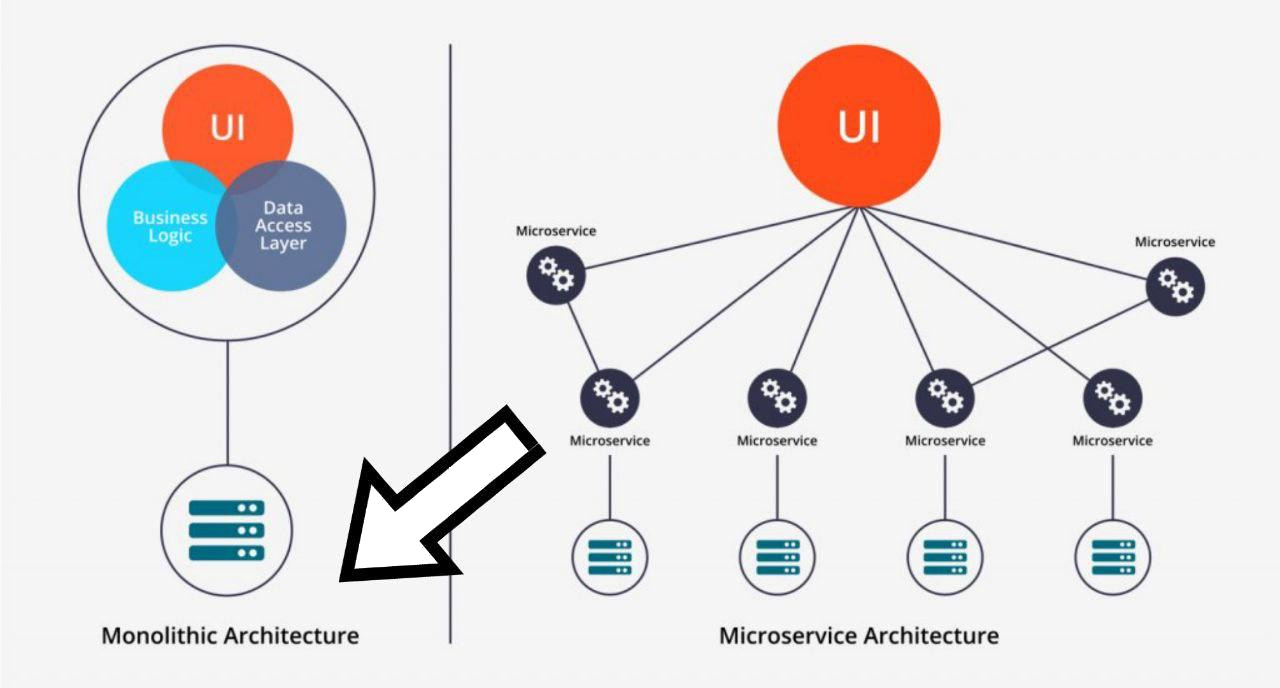 UI
Business
Logic
Data
Access
Layer
Monolithic Architecture
UI
Microservice
Microservice
Microservice
Microservice
Microservice
Microservice
Microservice Architecture